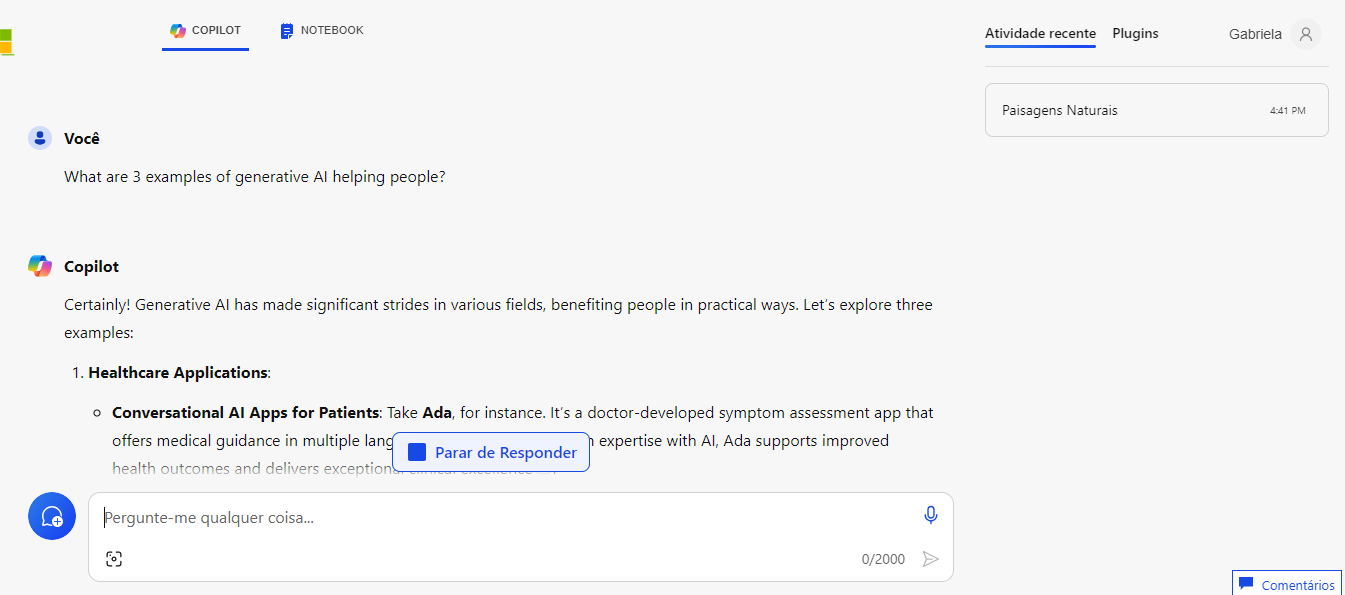 COPILOT
NOTEBOOK
Atividade recente
Plugins
Gabriela
Paisagens Naturais
4:41 PM
Você
What are 3 examples of generative AI helping people?
Copilot
Certainly! Generative AI has made significant strides in various fields, benefiting people in practical ways. Let's explore three
examples:
1. Healthcare Applications:
Conversational AI Apps for Patients: Take Ada, for instance. It's a doctor-developed symptom assessment app that
offers medical guidance in multiple expertise with AI, Ada supports improved
health outcomes and delivers exceptional clinical excellence
Parar de Responder
Pergunte-me qualquer coisa...
0/2000
Comentários